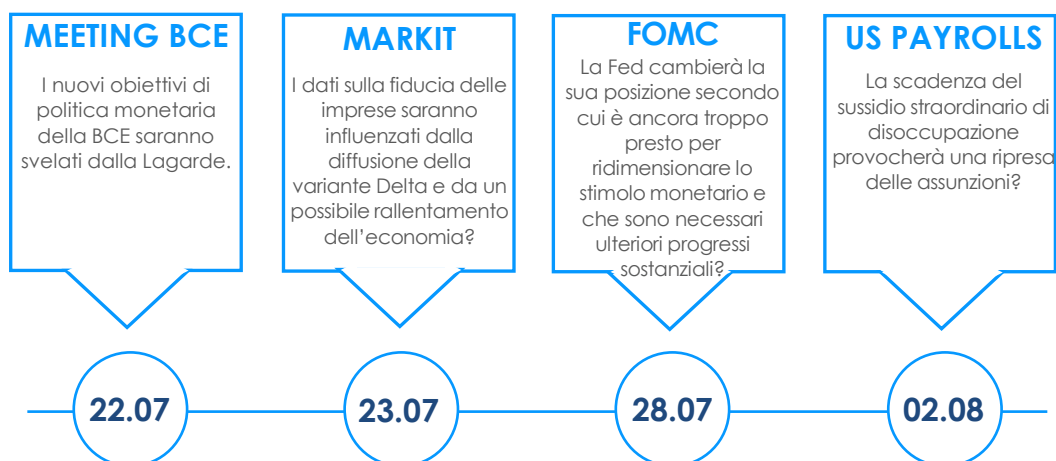 MEETING BCE
I nuovi obiettivi di
politica monetaria
della BCE saranno
svelati dalla Lagarde.
MARKIT
I dati sulla fiducia delle
imprese saranno
influenzati dalla
diffusione della
variante Delta e da un
possibile rallentamento
dell’economia?
FOMC
La Fed cambierà la
sua posizione secondo
cui è ancora troppo
presto per
ridimensionare lo
stimolo monetario e
che sono necessari
ulteriori progressi
sostanziali?
US PAYROLLS
La scadenza del
sussidio straordinario di
disoccupazione
provocherà una ripresa
delle assunzioni?
22.07
23.07
28.07
02.08